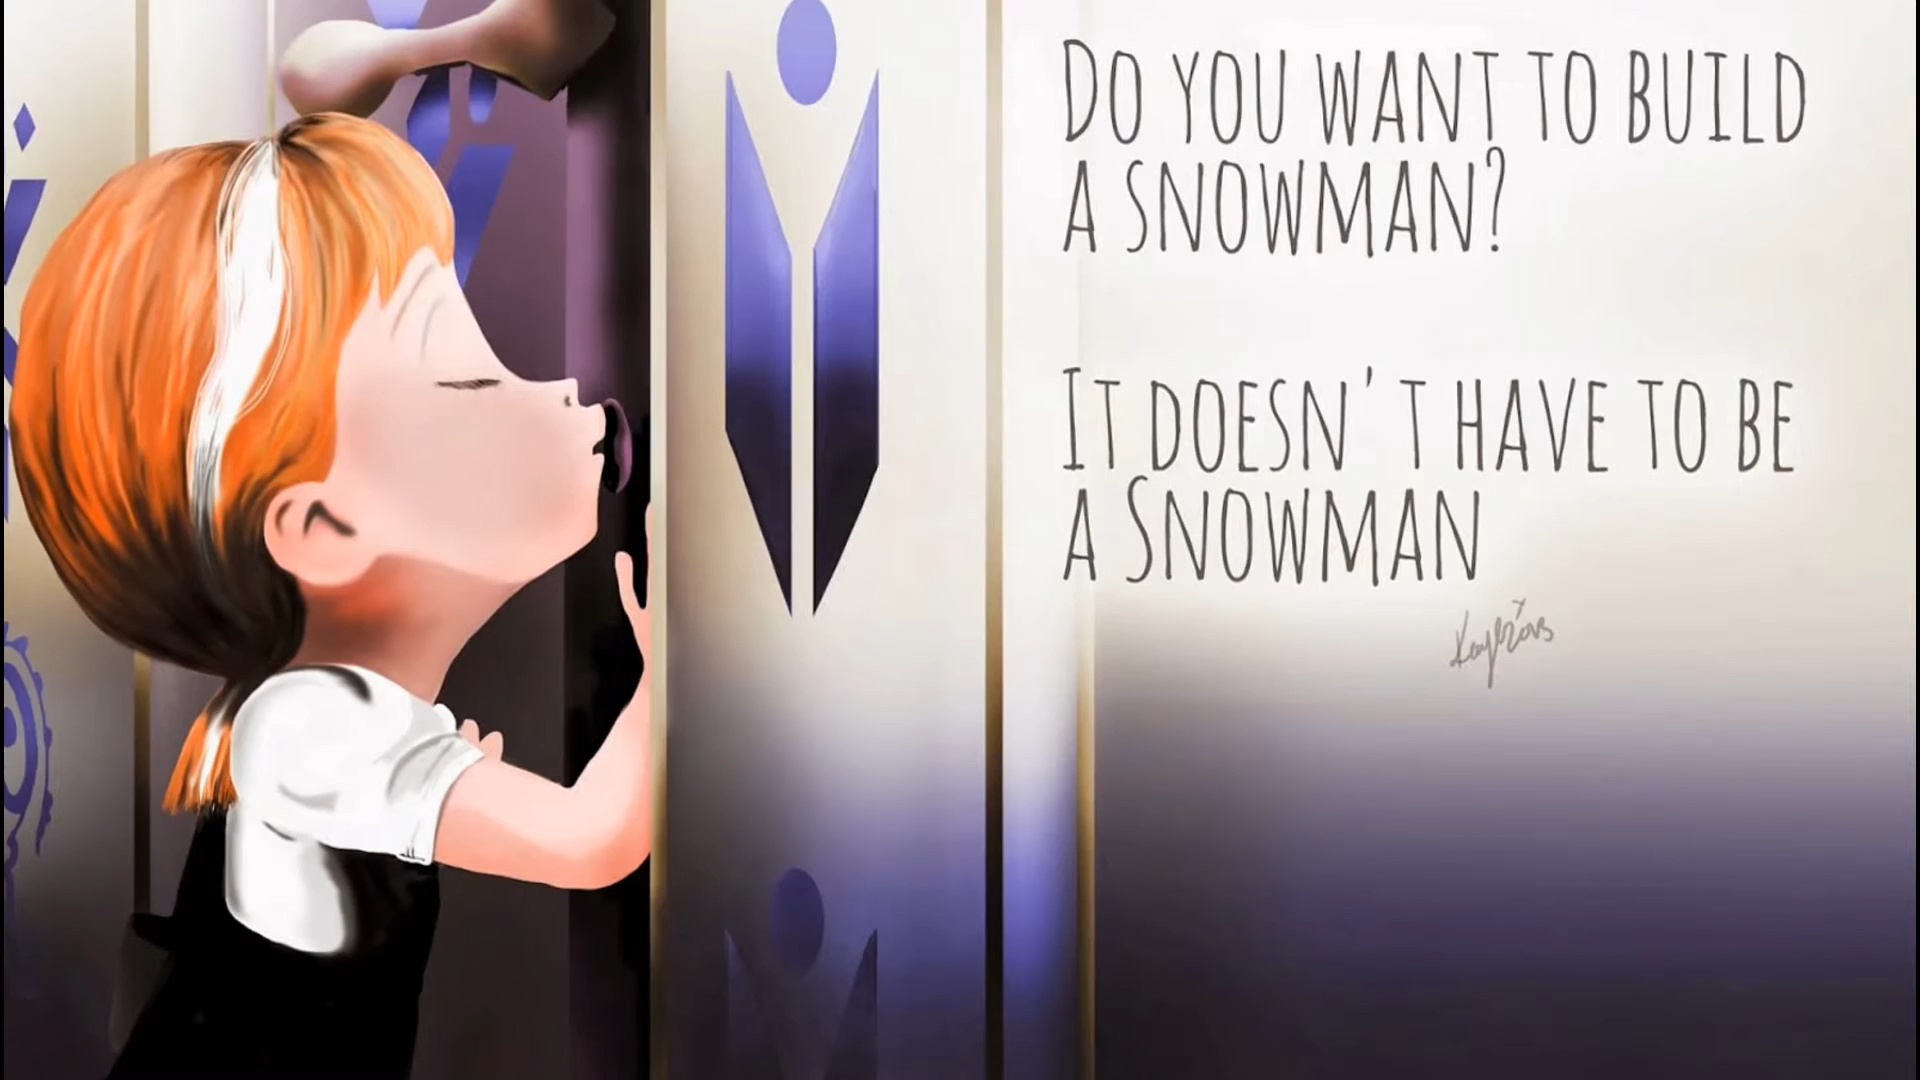 Do you want to build
a snowman?
It doesn't have to be
a Snowman